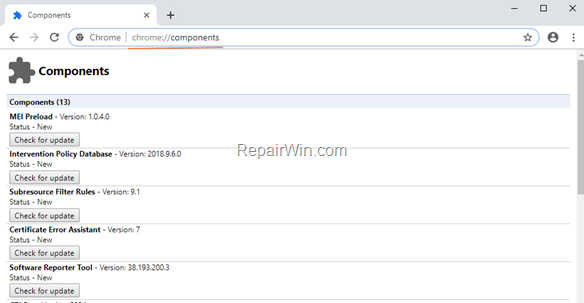 Components
Chrome | chrome://components
Components
Components (13)
MEI Preload - Version: 1.0.4.0
Status - New
Check for update
Intervention Policy Database - Version: 2018.9.6.0
Status - New
Check for update
RepairWin.com
Subresource Filter Rules - Version: 9.1
Status - New
Check for update
Certificate Error Assistant - Version: 7
Status - New
Check for update
Software Reporter Tool - Version: 38.193.200.3
Status - New
Check for update